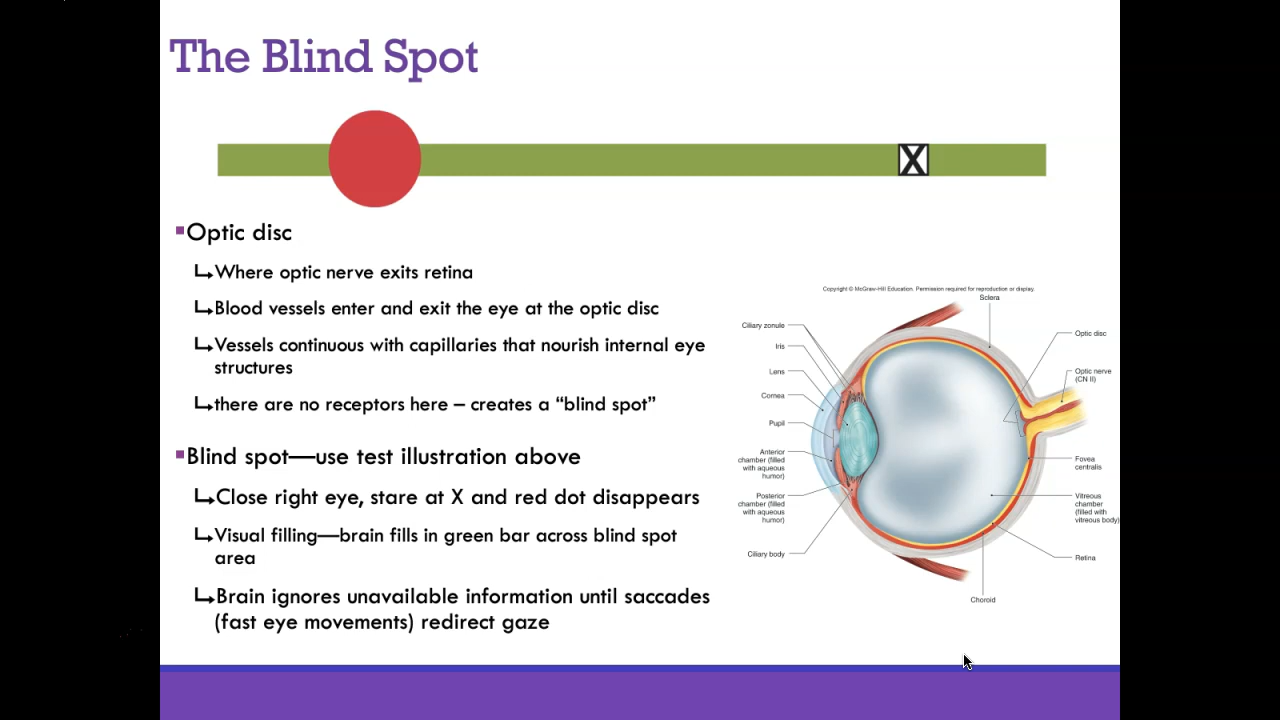 The Blind Spot
X
Optic disc
Where optic nerve exits retina
Blood vessels enter and exit the eye at the optic disc
Vessels continuous with capillaries that nourish internal eye
structures
there are no receptors here – creates a “blind spot”
Blind spot—use test illustration above
Close right eye, stare at X and red dot disappears
Visual filling—brain fills in green bar across blind spot
area
Brain ignores unavailable information until saccades
(fast eye movements) redirect gaze
Copyright © McGraw-Hill Education. Permission required for reproduction or display.
Sclera
Ciliary zonule
Iris
Lens
Cornea
Pupil
Anterior
chamber (filled
with aqueous
humor)
Posterior
chamber (filled
with aqueous
humor)
Ciliary body
Optic disc
Optic nerve
(CN II)
Fovea
centralis
Vitreous
chamber
(filled with
vitreous body)
Retina
Choroid